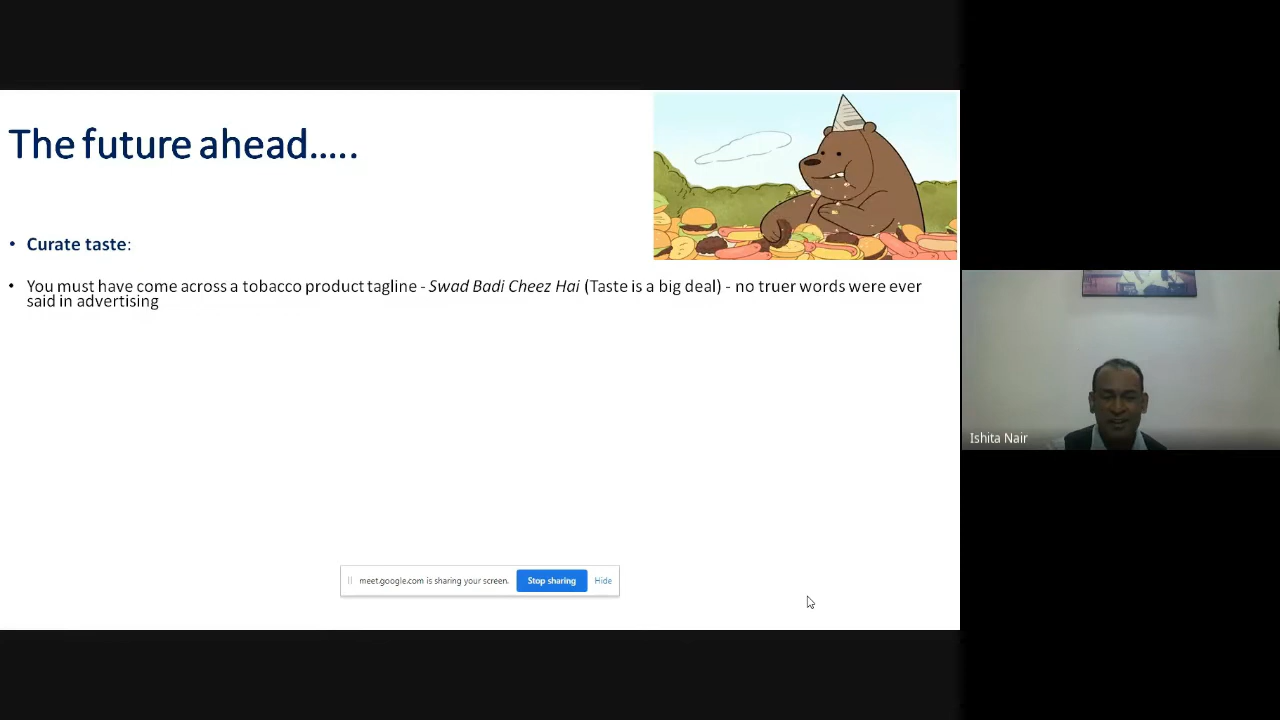 The future ahead.....
• Curate taste:
• You must have come across a tobacco product tagline - Swad Badi Cheez Hai (Taste is a big deal) - no truer words were ever
said in advertising
Ishita Nair
meet.google.com is sharing your screen. Stop sharing Hide